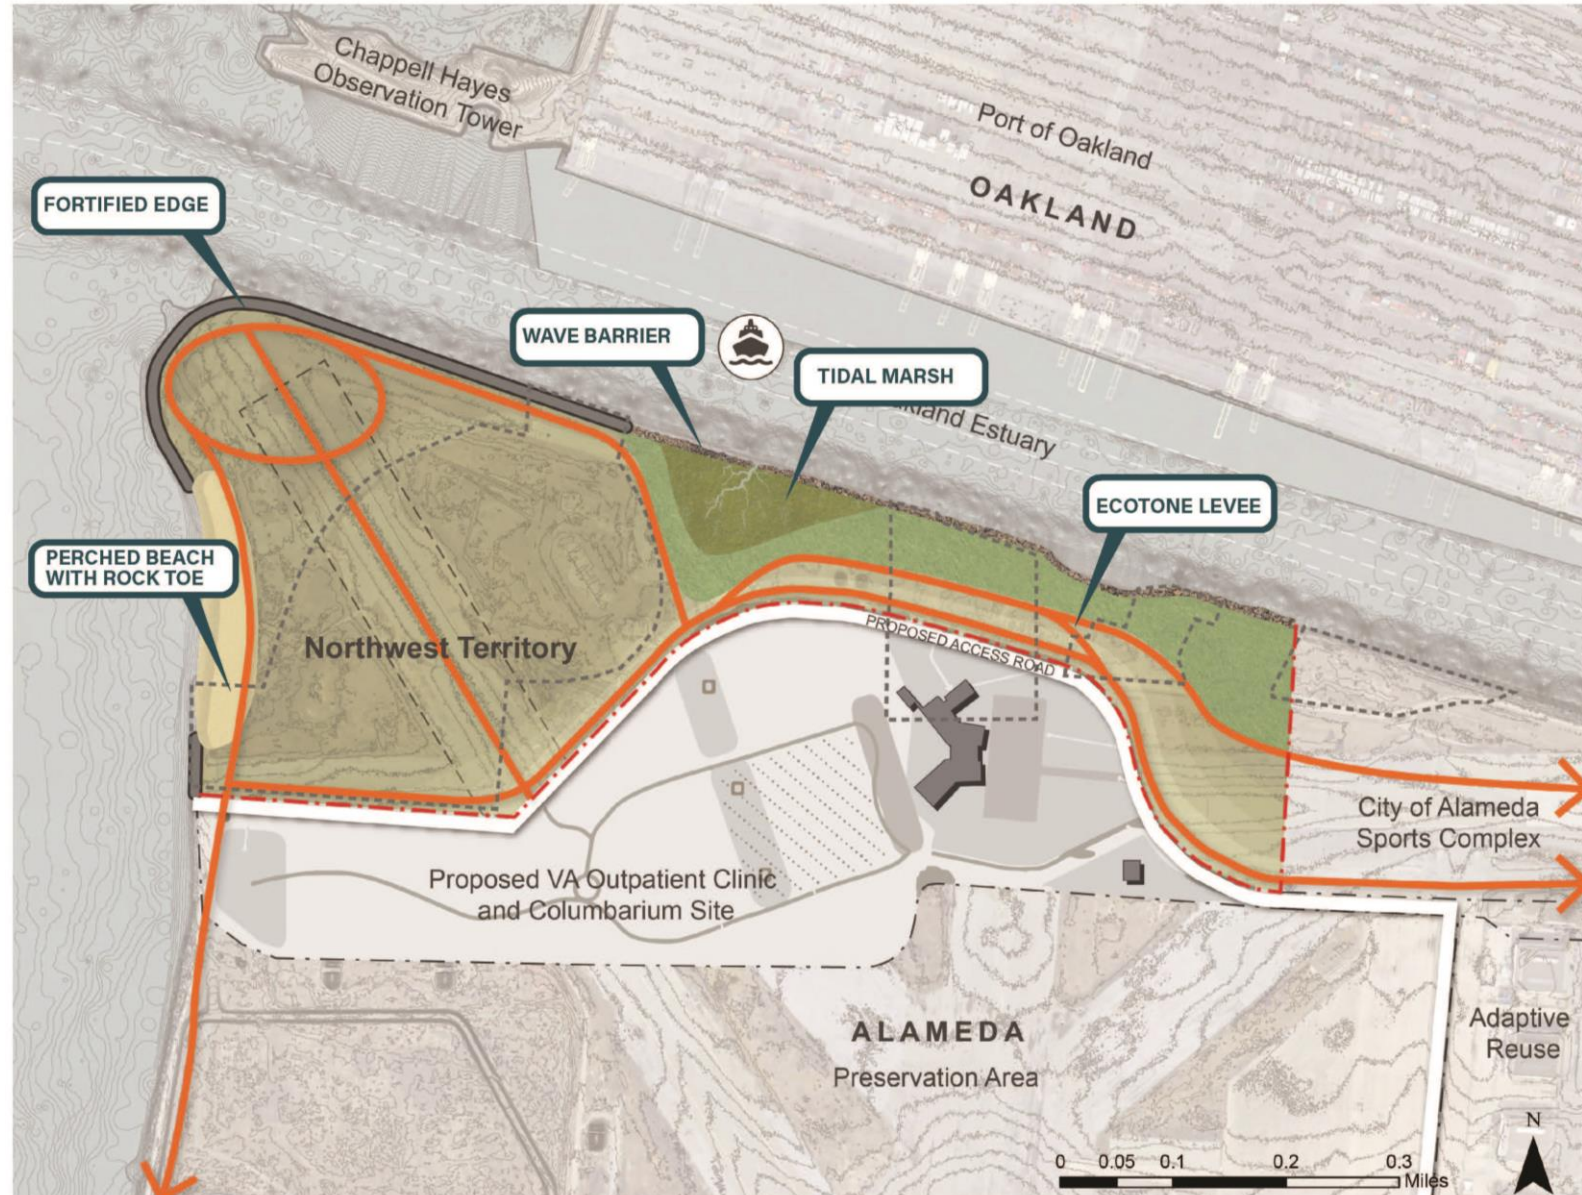 Chappell Hayes
Observation Tower
Port of Oakland
OAKLAND
FORTIFIED EDGE
WAVE BARRIER
TIDAL MARSH
Estuary
ECOTONE LEVEE
PERCHED BEACH
WITH ROCK TOE
Northwest Territory
PROPOSED ACCESS ROAD
City of Alameda
Sports Complex
Proposed VA Outpatient Clinic
and Columbarium Site
ALAMEDA
Preservation Area
Adaptive
Reuse
N
0 0.05 0.1 0.2 0.3
Miles